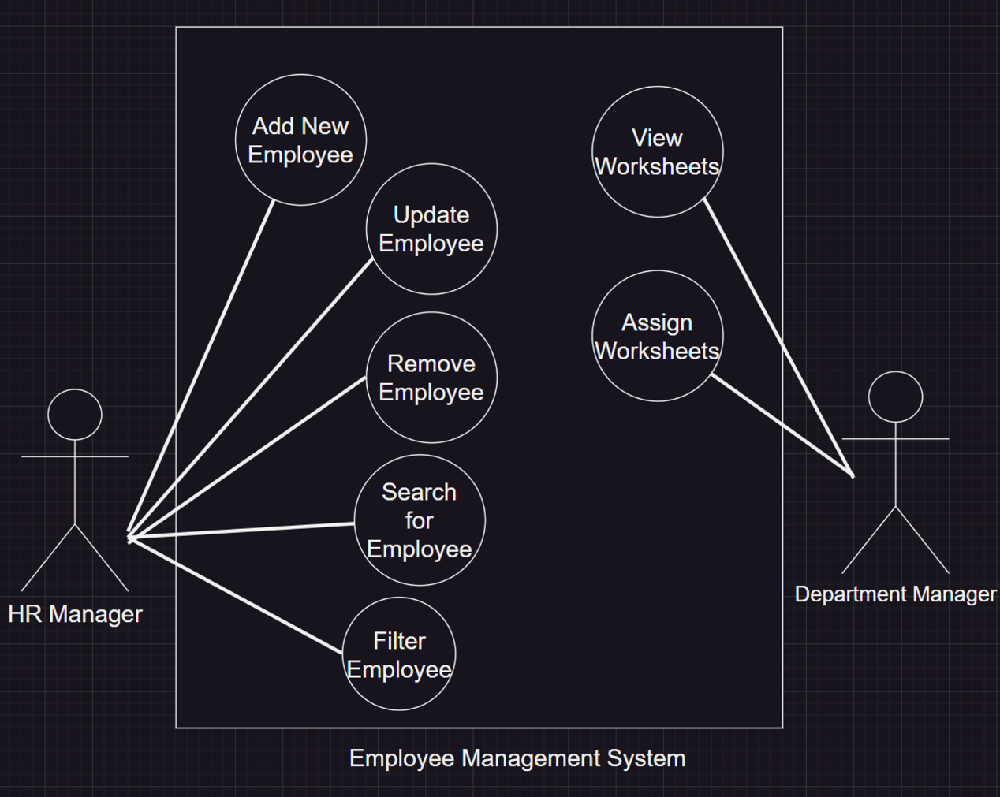 Add New
Employee
View
Worksheets
Update
Employee
Assign
Worksheets
Remove
Employee
Search
for
Employee
HR Manager
Department Manager
Filter
Employee
Employee Management System